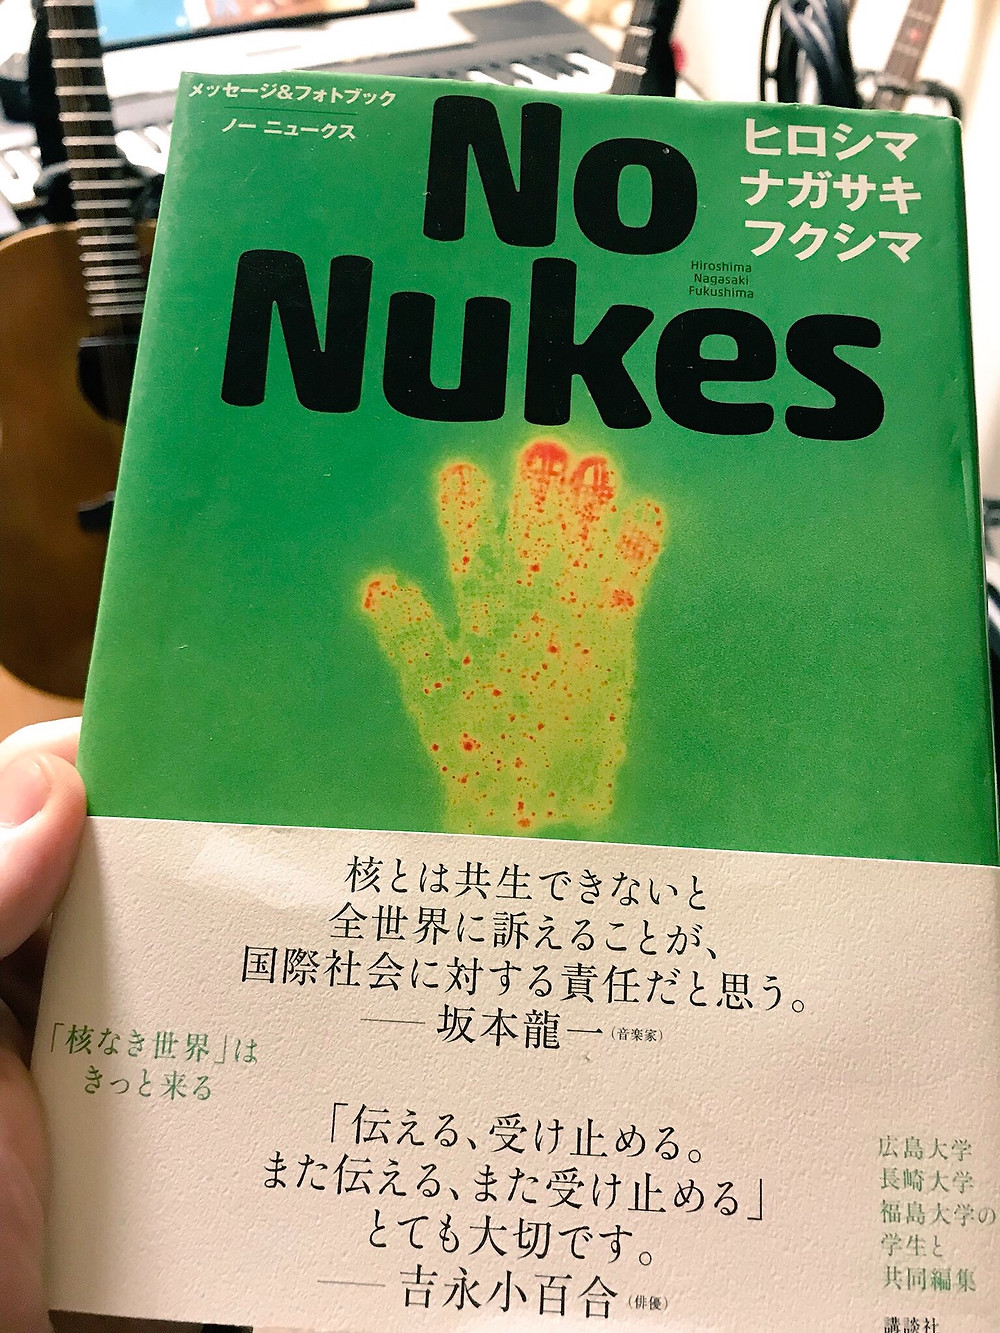 メッセージ&フォトブック
ノー ニュークス
No
Nukes
ヒロシマ
ナガサキ
フクシマ
Hiroshima
Nagasaki
Fukushima
核とは共生できないと
全世界に訴えることが、
国際社会に対する責任だと思う。
── 坂本龍一(音楽家)
「核なき世界」は
きっと来る
「伝える、受け止める。
また伝える、また受け止める」
とても大切です。
── 吉永小百合(俳優)
広島大学
長崎大学
福島大学の
学生と
共同編集
講談社